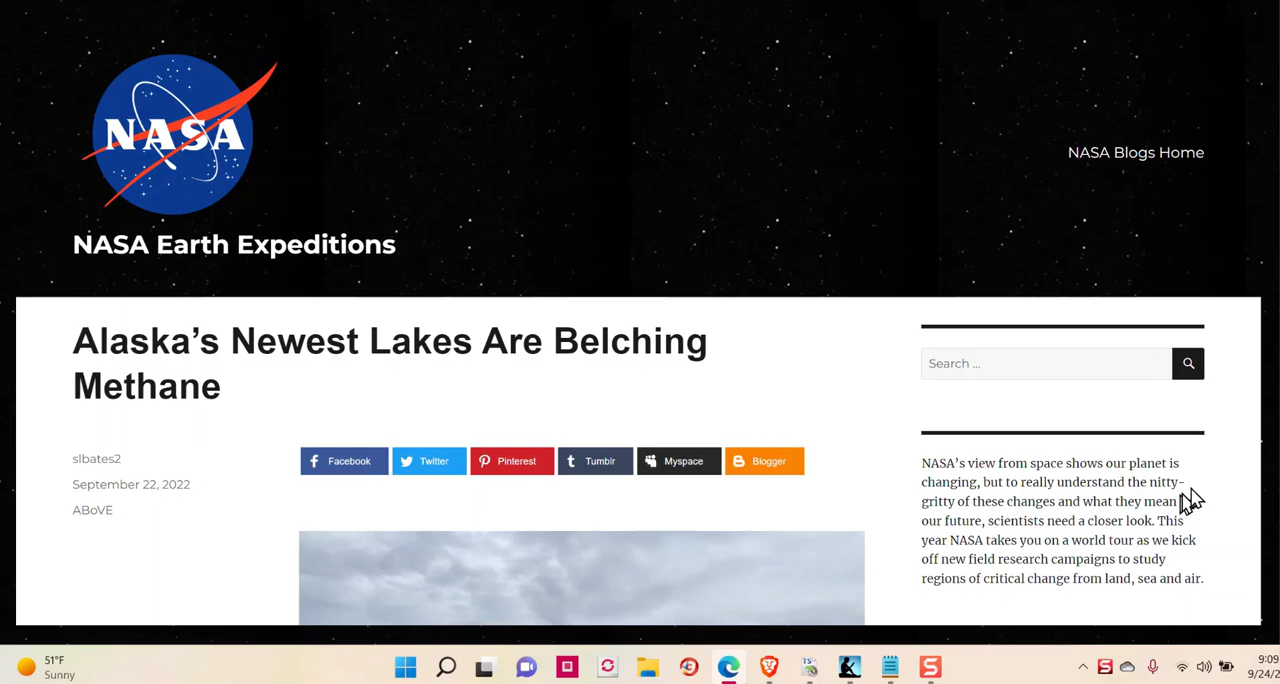 NASA
NASA Blogs Home
NASA Earth Expeditions
Alaska's Newest Lakes Are Belching
Methane
slbates2
September 22, 2022
ABoVE
Facebook
Twitter
Pinterest
Tumblr
Myspace
Blogger
Search ...
NASA's view from space shows our planet is
changing, but to really understand the nitty-
gritty of these changes and what they mean
our future, scientists need a closer look. This
year NASA takes you on a world tour as we kick
off new field research campaigns to study
regions of critical change from land, sea and air.
51°F
Sunny
9:09
9/24/2